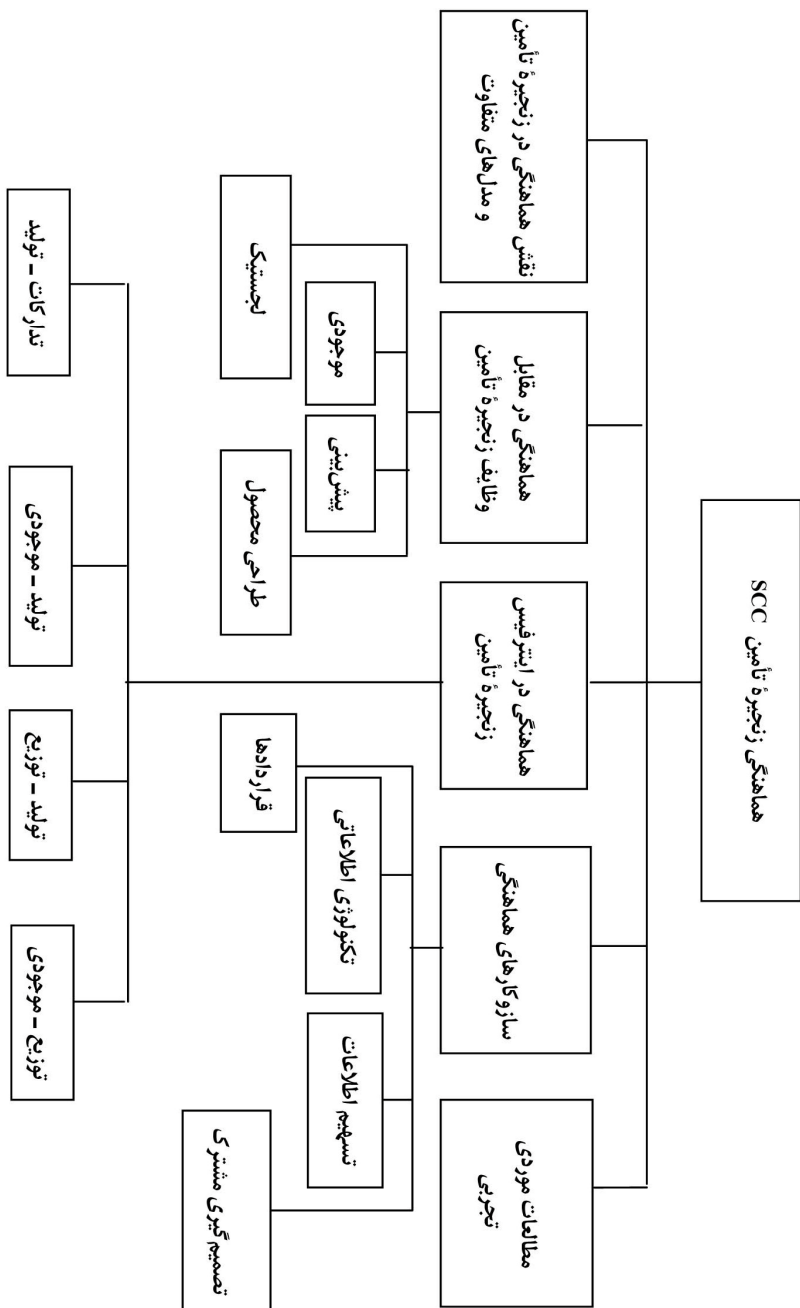 هماهنگی زنجیرهٔ تأمین SCC
مطالعات موردی
تجربی
سازوکارهای هماهنگی
هماهنگی در اینترفیس
زنجیرهٔ تأمین
هماهنگی در مقابل
وظایف زنجیرهٔ تأمین
نقش هماهنگی در زنجیرهٔ تأمین
و مدل‌های متفاوت
تصمیم گیری مشترک
تسهیم اطلاعات
تکنولوژی اطلاعاتی
قراردادها
طراحی محصول
پیش‌بینی
موجودی
لجستیک
توزیع - موجودی
تولید - توزیع
تولید - موجودی
تدارکات - تولید